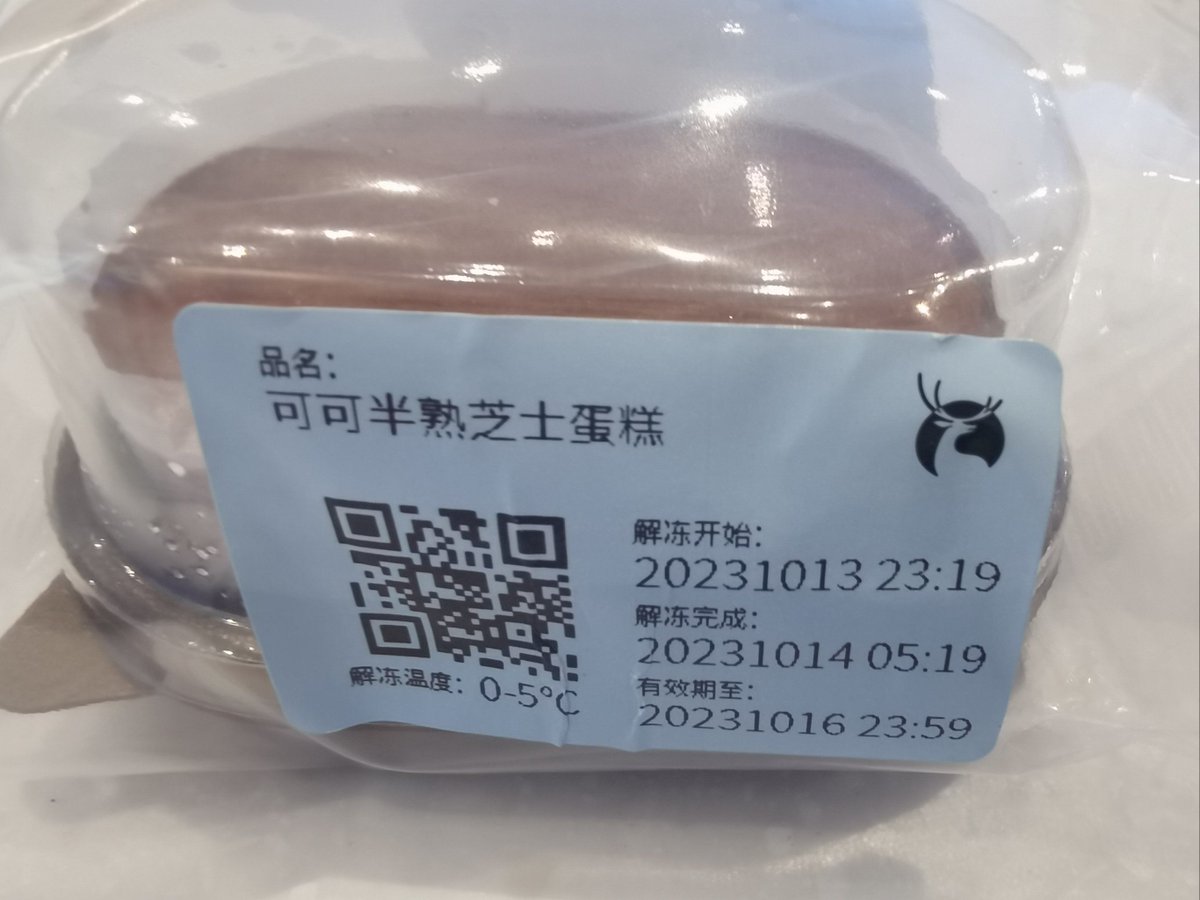 品名：
可可半熟芝士蛋糕
解冻开始：
20231013 23:19
解冻完成：
20231014 05:19
有效期至：
20231016 23:59
解冻温度：0-5℃